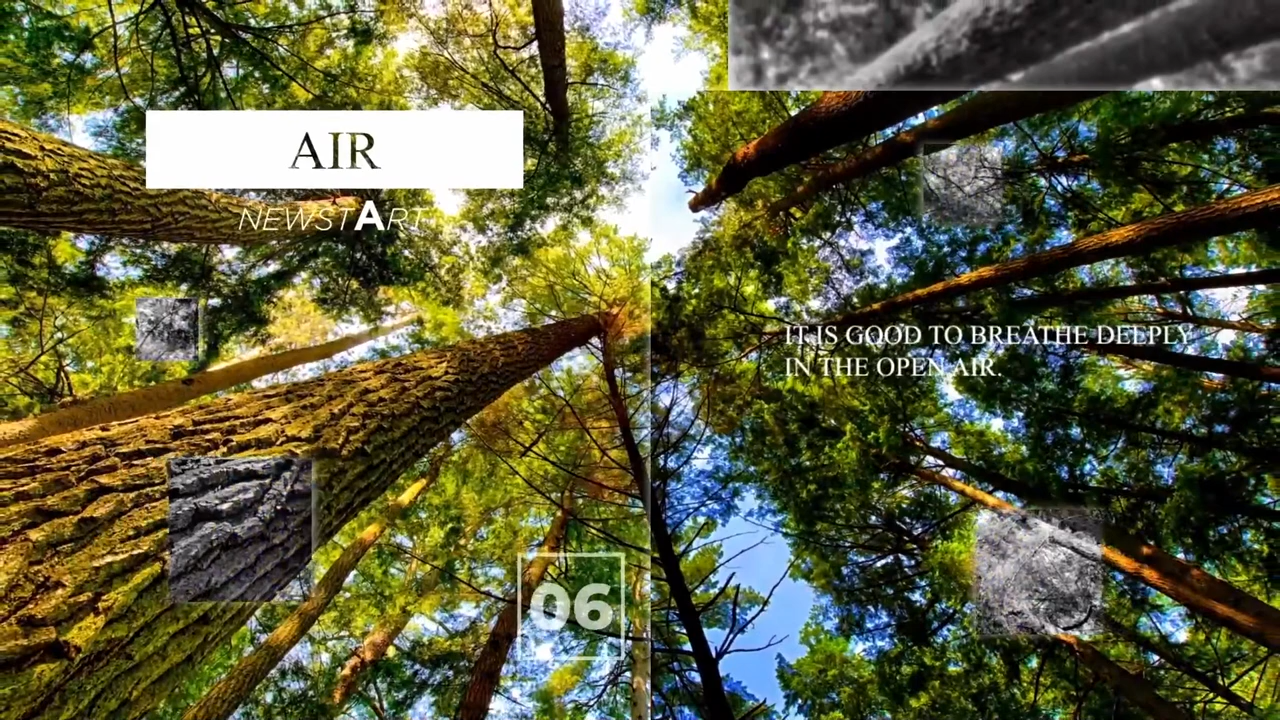 AIR
NEWSTART
IT IS GOOD TO BREATHE DEEPLY
IN THE OPEN AIR.
06